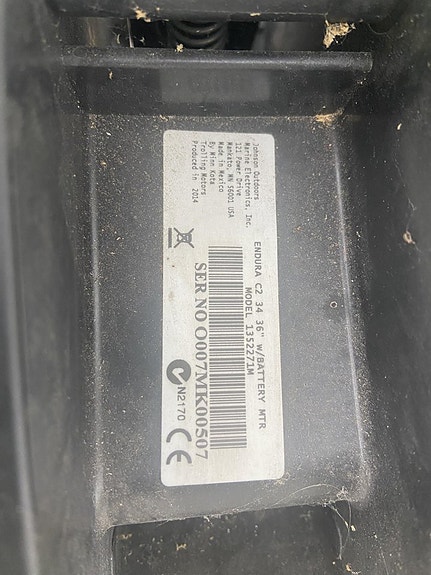 Johnson Outdoors
Marine Electronics, Inc.
121 Power Drive
Mankato, MN 56001 USA
Made in Mexico
By Minn Kota
Trolling Motors
Produced in 2014
ENDURA C2 34 36" w/BATTERY MTR
MODEL 1352271M
SER NO O007MK00507
N2170
CE